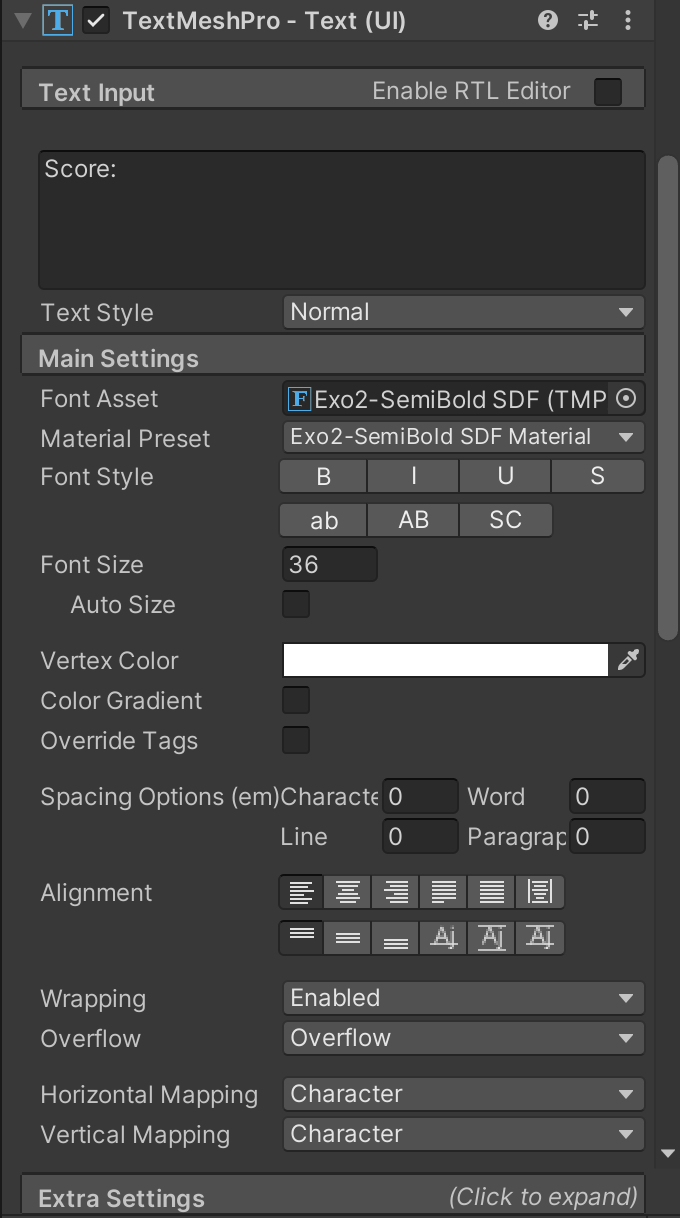 TextMeshPro - Text (UI)
Text Input Enable RTL Editor
Score:
Text Style Normal
Main Settings
Font Asset F Exo2-SemiBold SDF (TMP
Material Preset Exo2-SemiBold SDF Material
Font Style B I U S
ab AB SC
Font Size 36
Auto Size
Vertex Color
Color Gradient
Override Tags
Spacing Options (em) Characte 0 Word 0
Line 0 Paragrap 0
Alignment
Aj Aj Aj
Wrapping Enabled
Overflow Overflow
Horizontal Mapping Character
Vertical Mapping Character
Extra Settings (Click to expand)